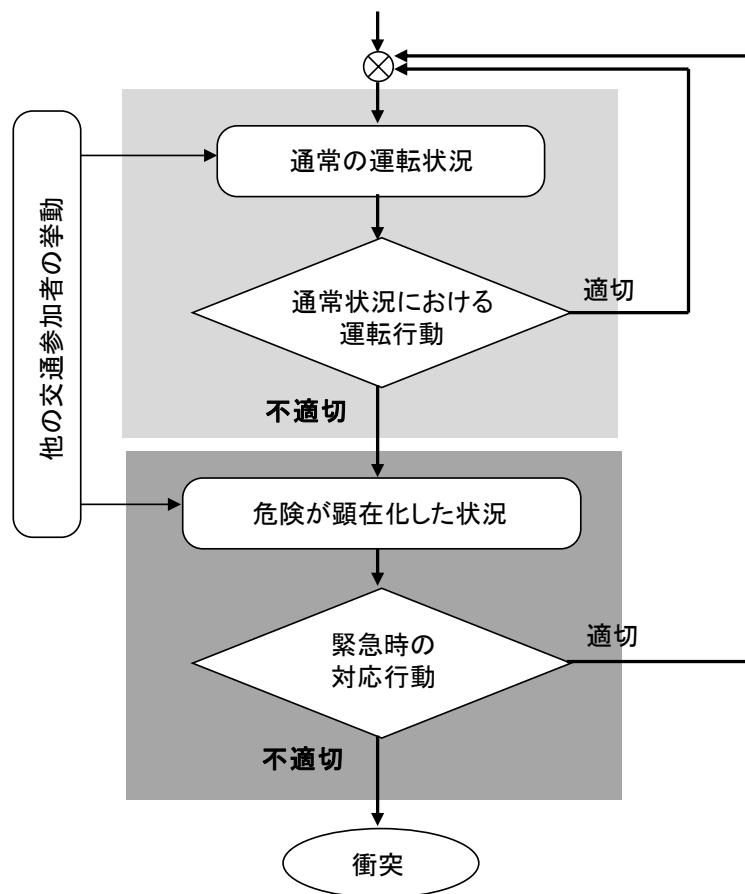 通常の運転状況
他の交通参加者の挙動
通常状況における
運転行動
適切
不適切
危険が顕在化した状況
緊急時の
対応行動
適切
不適切
衝突